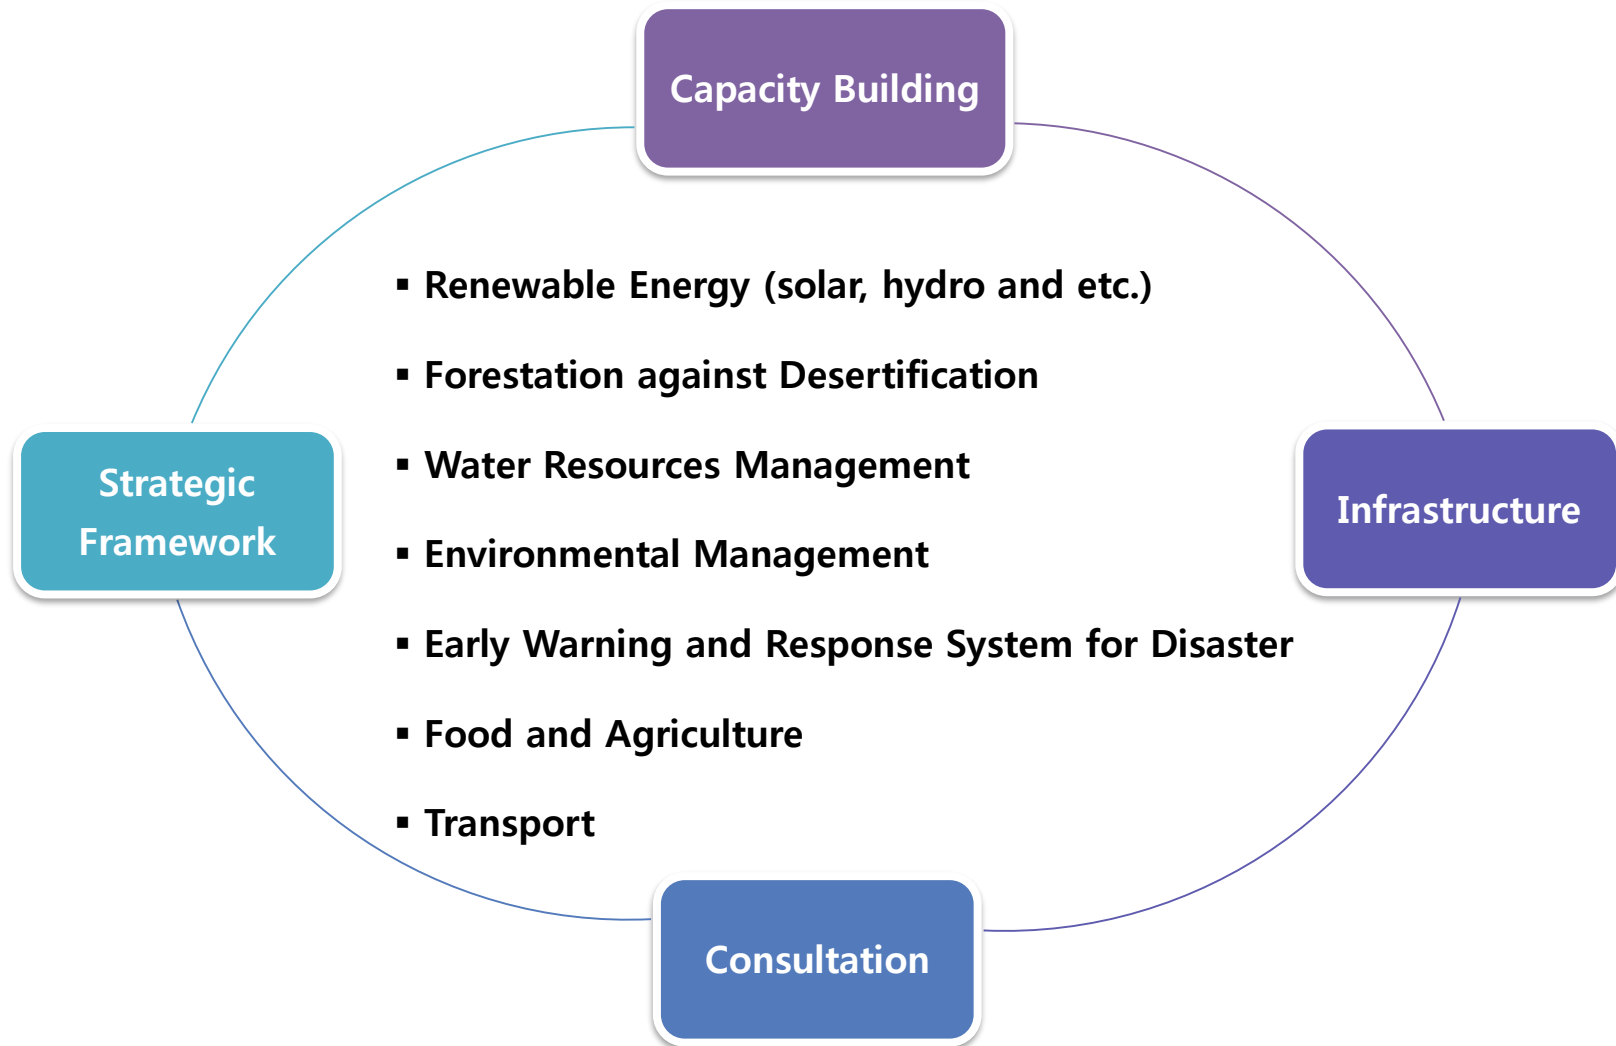 Capacity Building
▪ Renewable Energy (solar, hydro and etc.)
▪ Forestation against Desertification
▪ Water Resources Management
▪ Environmental Management
▪ Early Warning and Response System for Disaster
▪ Food and Agriculture
▪ Transport
Strategic
Framework
Infrastructure
Consultation